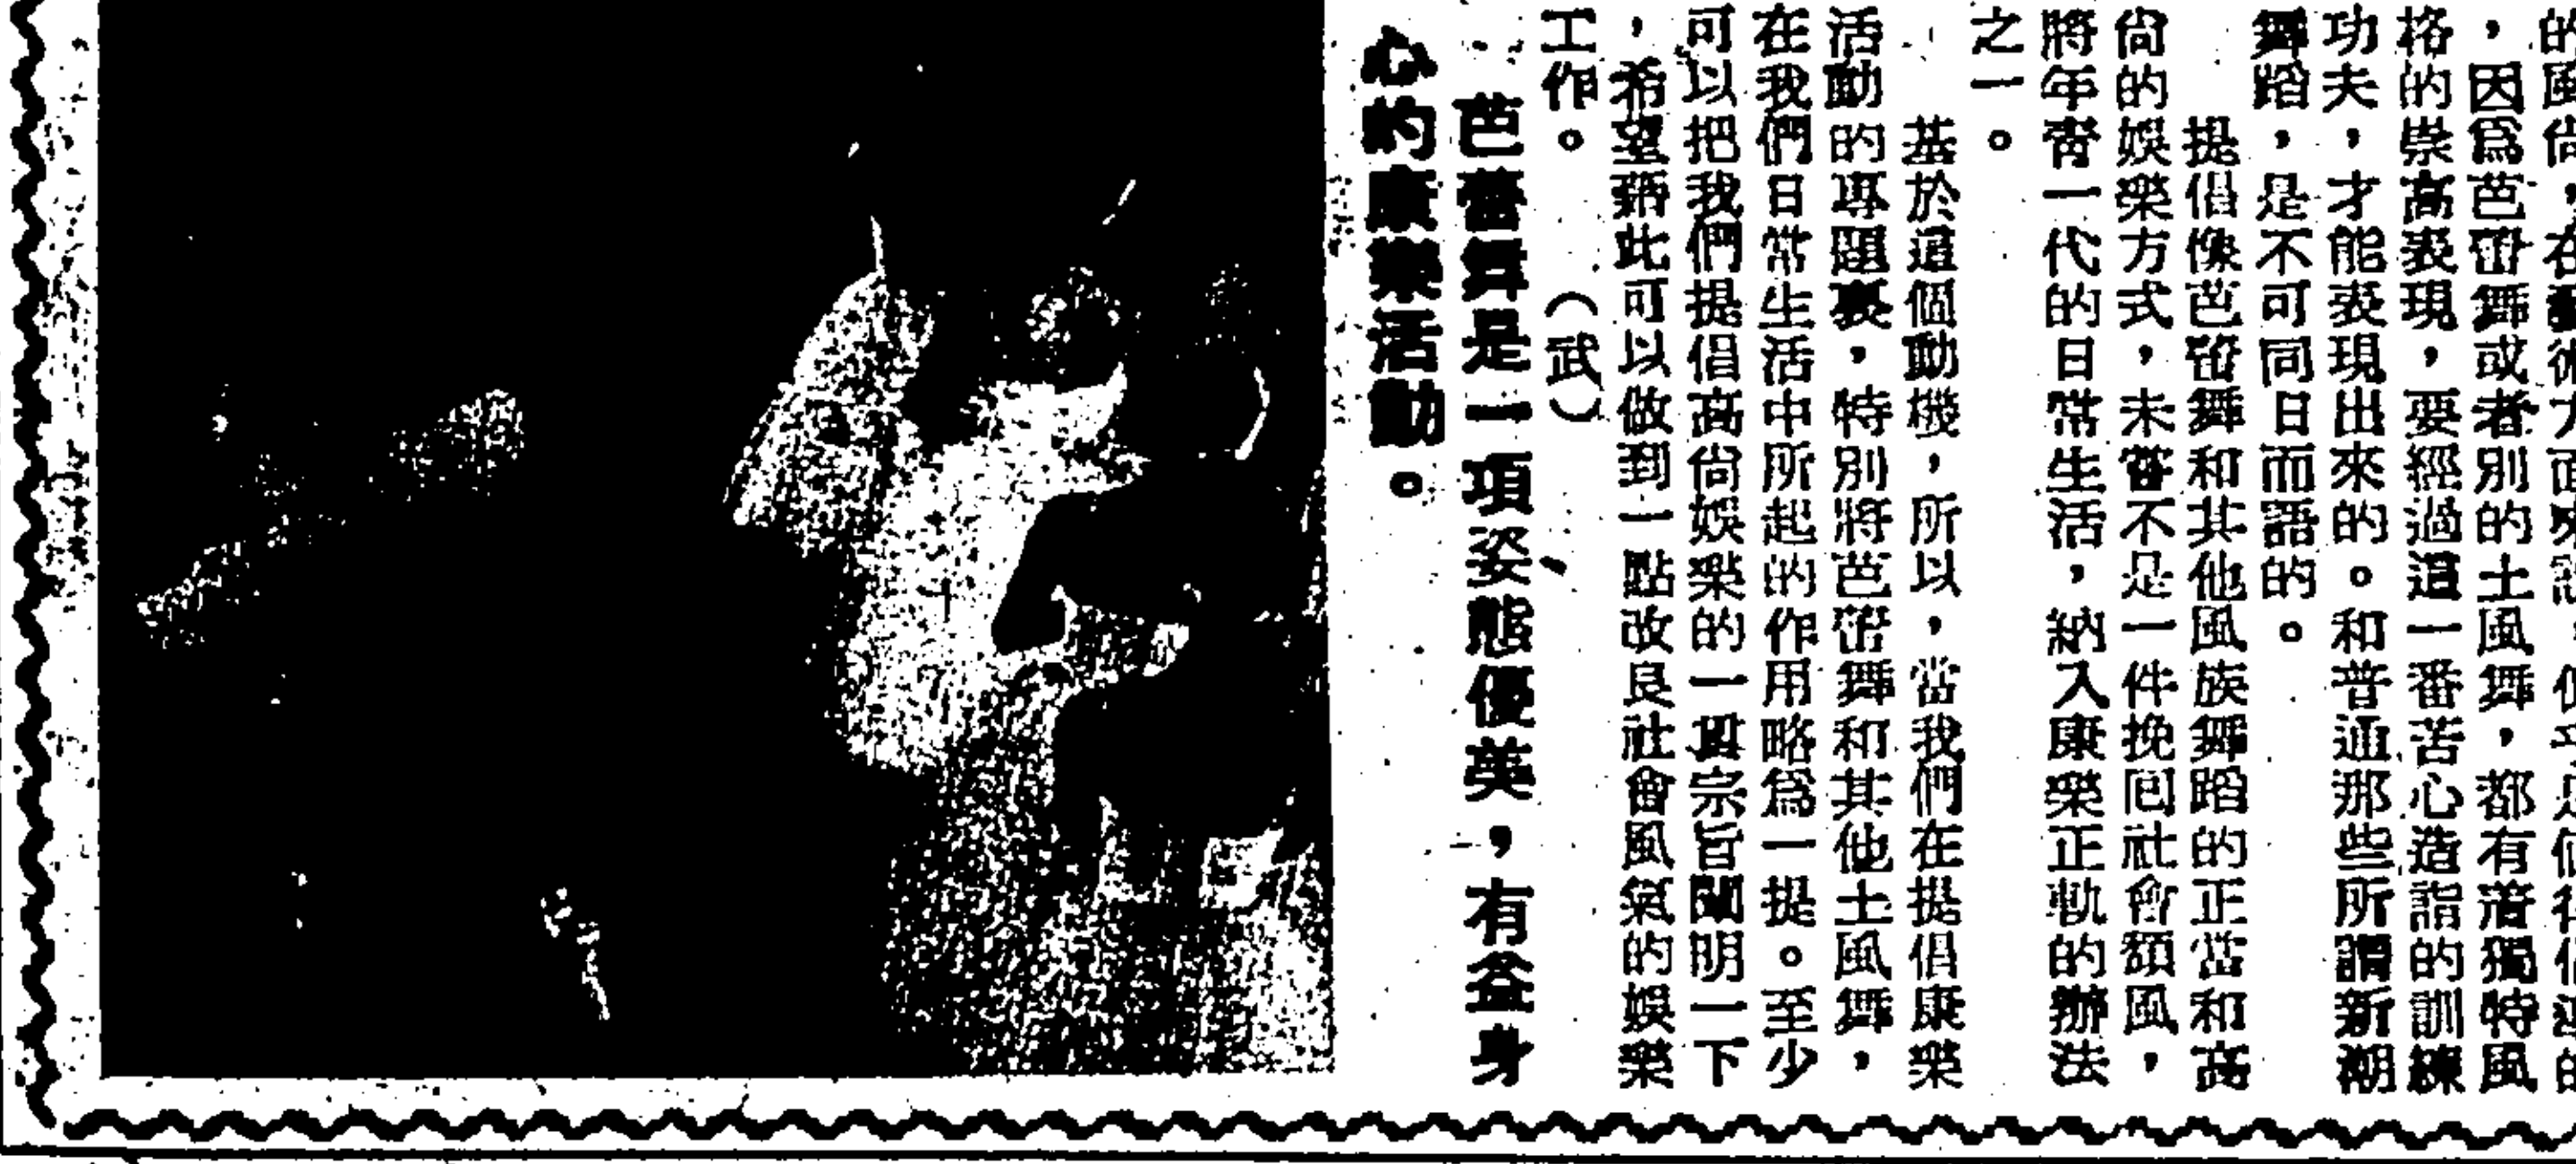 的風尚，在
，因爲芭蕾舞或者別的土風舞，都有着獨特風
格的崇高表現，要經過這一番苦心造詣的訓練
功夫，才能表現出來的。和普通那些所謂新潮
舞蹈，是不可同日而語的。
提倡像芭蕾舞和其他風族舞蹈的正當和高
尚的娛樂方式，未嘗不是一件挽囘社會頹風，
將年靑一代的日常生活，納入康樂正軌的辦法
之一。
基於這個動機，所以，當我們在提倡康樂
活動的專題裏，特別將芭蕾舞和其他土風舞，
在我們日常生活中所起的作用略爲一提。至少
可以把我們提倡高尚娛樂的一貫宗旨闡明一下
，希望藉此可以做到一點改良社會風氣的娛樂
工作。（武）
芭蕾舞是一項姿態優美，有益身
心的康樂活動。